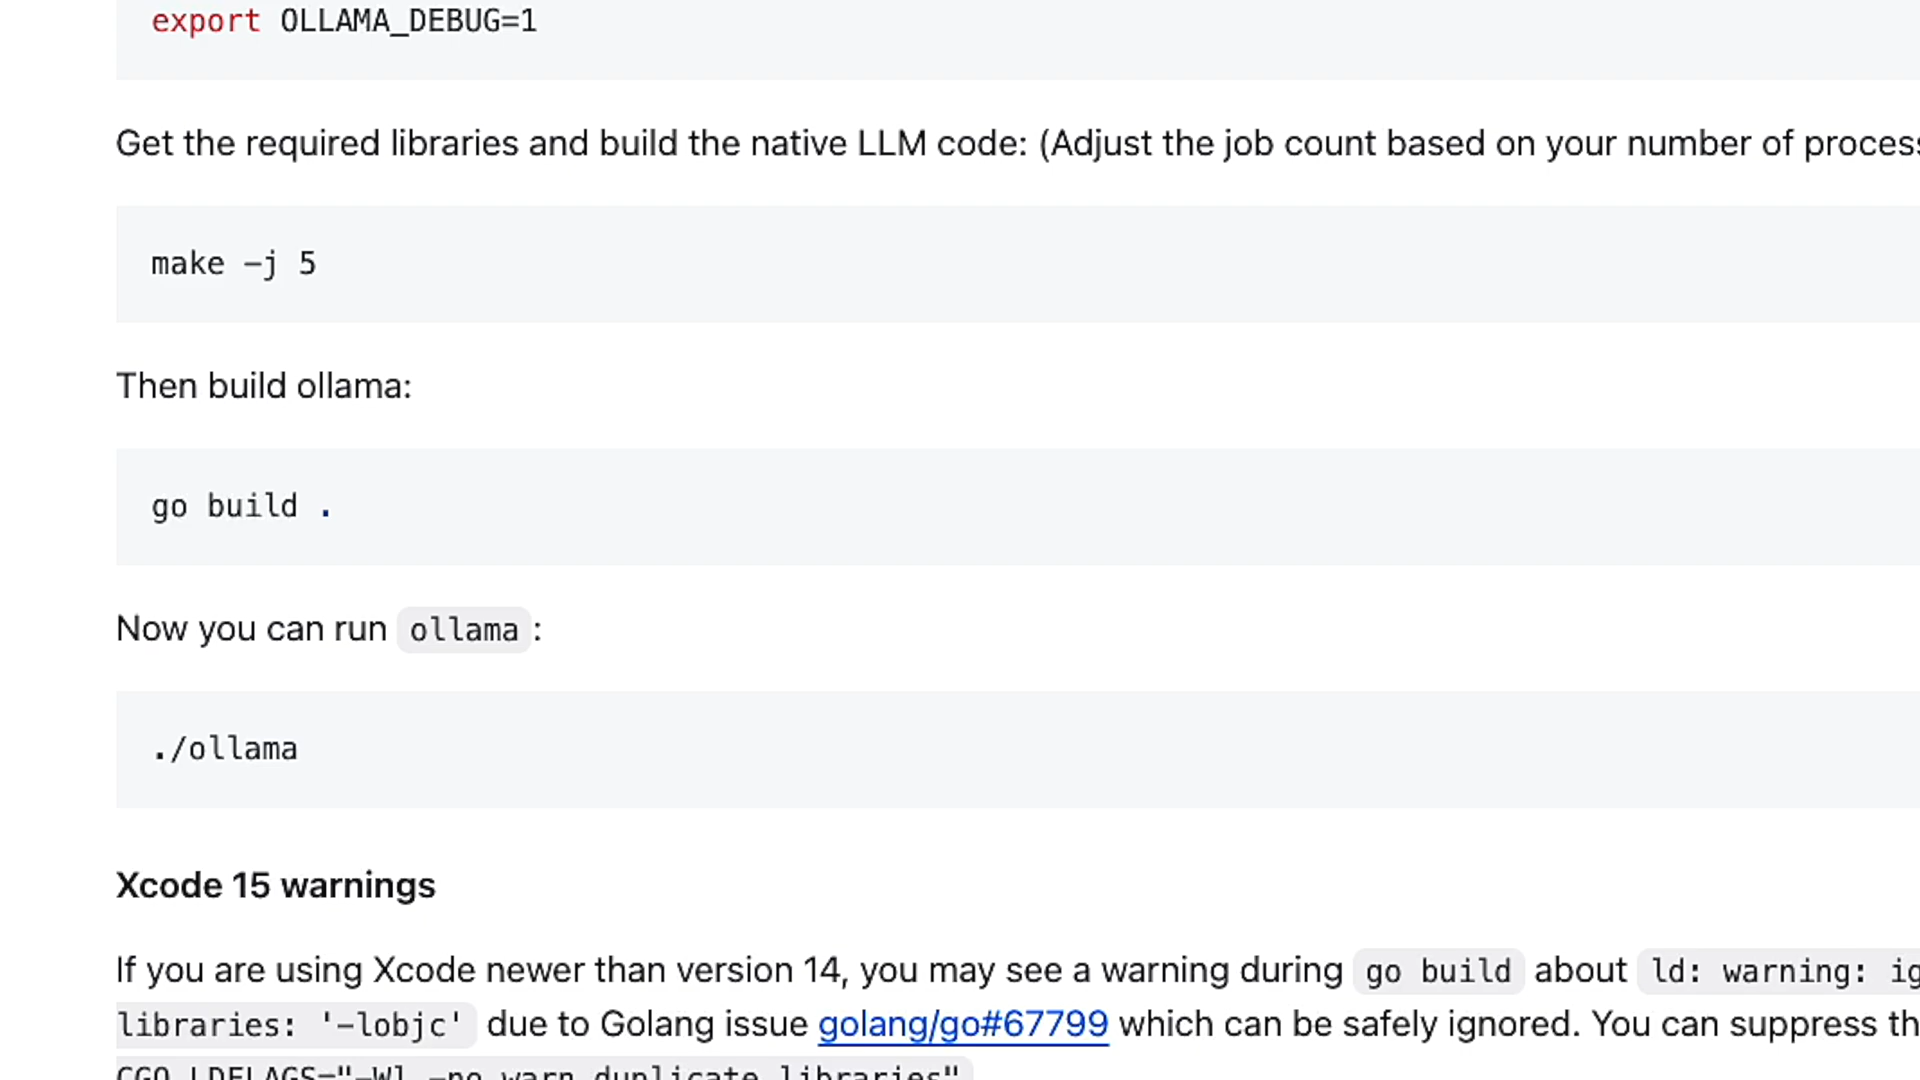 export OLLAMA_DEBUG=1
Get the required libraries and build the native LLM code: (Adjust the job count based on your number of
make -j 5
Then build ollama:
go build .
Now you can run ollama :
./ollama
Xcode 15 warnings
If you are using Xcode newer than version 14, you may see a warning during go build about ld: warning:
libraries: '-lobjc' due to Golang issue golang/go#67799 which can be safely ignored. You can suppress
CGO_LDFLAGS="-Wl,-no_warn_duplicate_libraries"